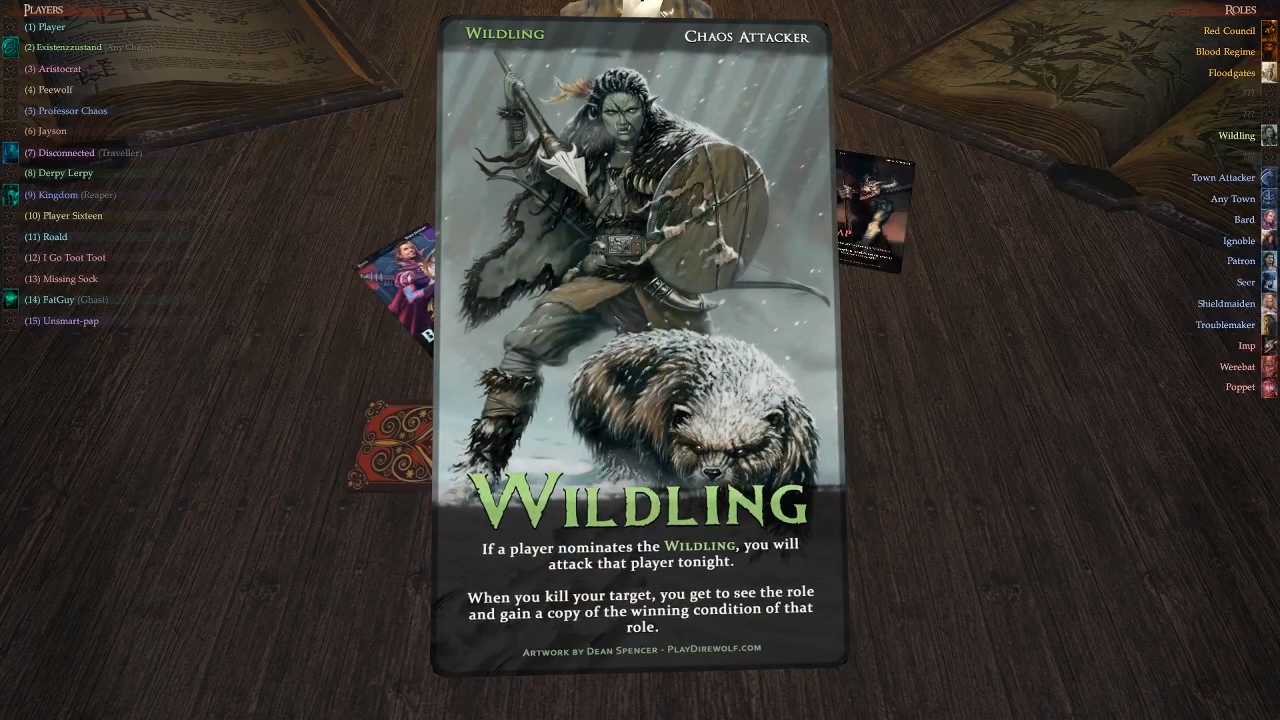 PLAYERS
(1) Player
(2) Existenzzustand (Any Chaos)
(3) Aristocrat
(4) Peewolf
(5) Professor Chaos
(6) Jayson
(7) Disconnected (Traveller)
(8) Derpy Lerpy
(9) Kingdom (Reaper)
(10) Player Sixteen
(11) Roald
(12) I Go Toot Toot
(13) Missing Sock
(14) FatGuy (Ghast)
(15) Unsmart-pap
WILDLING
CHAOS ATTACKER
WILDLING
If a player nominates the WILDLING, you will
attack that player tonight.
When you kill your target, you get to see the role
and gain a copy of the winning condition of that
role.
ARTWORK BY DEAN SPENCER - PLAYDIREWOLF.COM
ROLES
Red Council
Blood Regime
Floodgates
???
???
Wildling
???
Town Attacker
Any Town
Bard
Ignoble
Patron
Seer
Shieldmaiden
Troublemaker
Imp
Werebat
Poppet